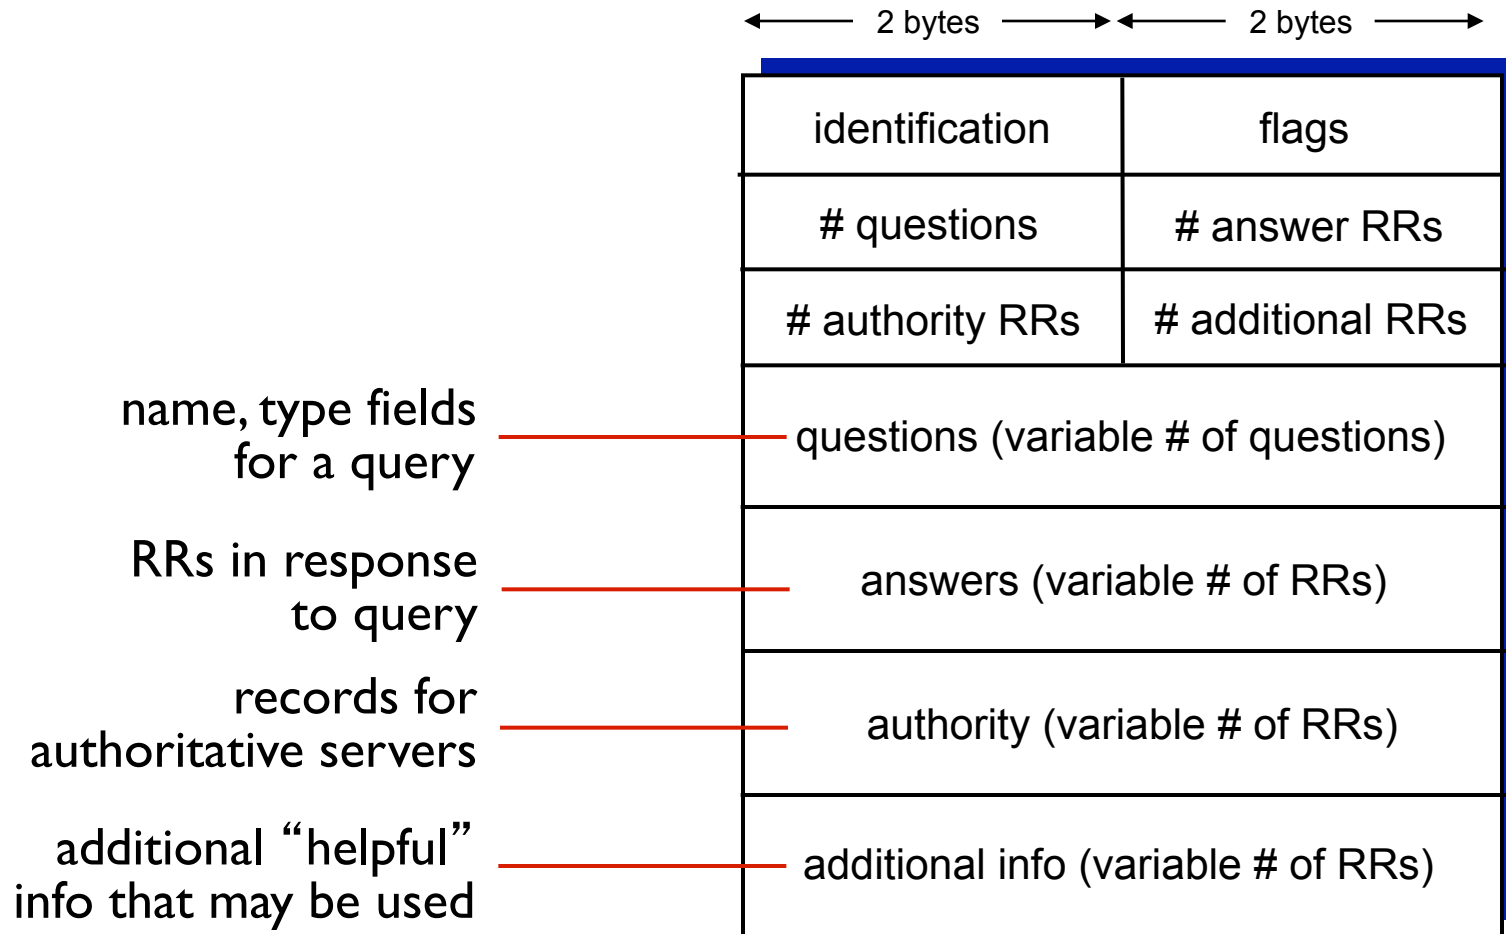 2 bytes 2 bytes
identification flags
# questions # answer RRs
# authority RRs # additional RRs
name, type fields
for a query
questions (variable # of questions)
RRs in response
to query
answers (variable # of RRs)
records for
authoritative servers
authority (variable # of RRs)
additional “helpful”
info that may be used
additional info (variable # of RRs)